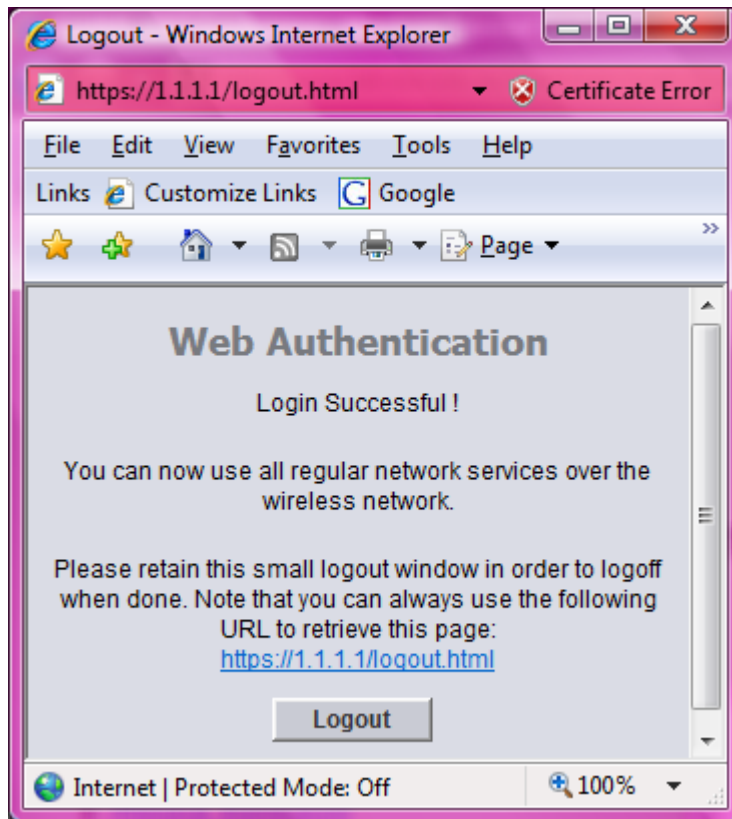 Logout - Windows Internet Explorer
https://1.1.1.1/logout.html Certificate Error
File Edit View Favorites Tools Help
Links Customize Links Google
Page
Web Authentication
Login Successful !
You can now use all regular network services over the
wireless network.
Please retain this small logout window in order to logoff
when done. Note that you can always use the following
URL to retrieve this page:
https://1.1.1.1/logout.html
Logout
Internet | Protected Mode: Off 100%